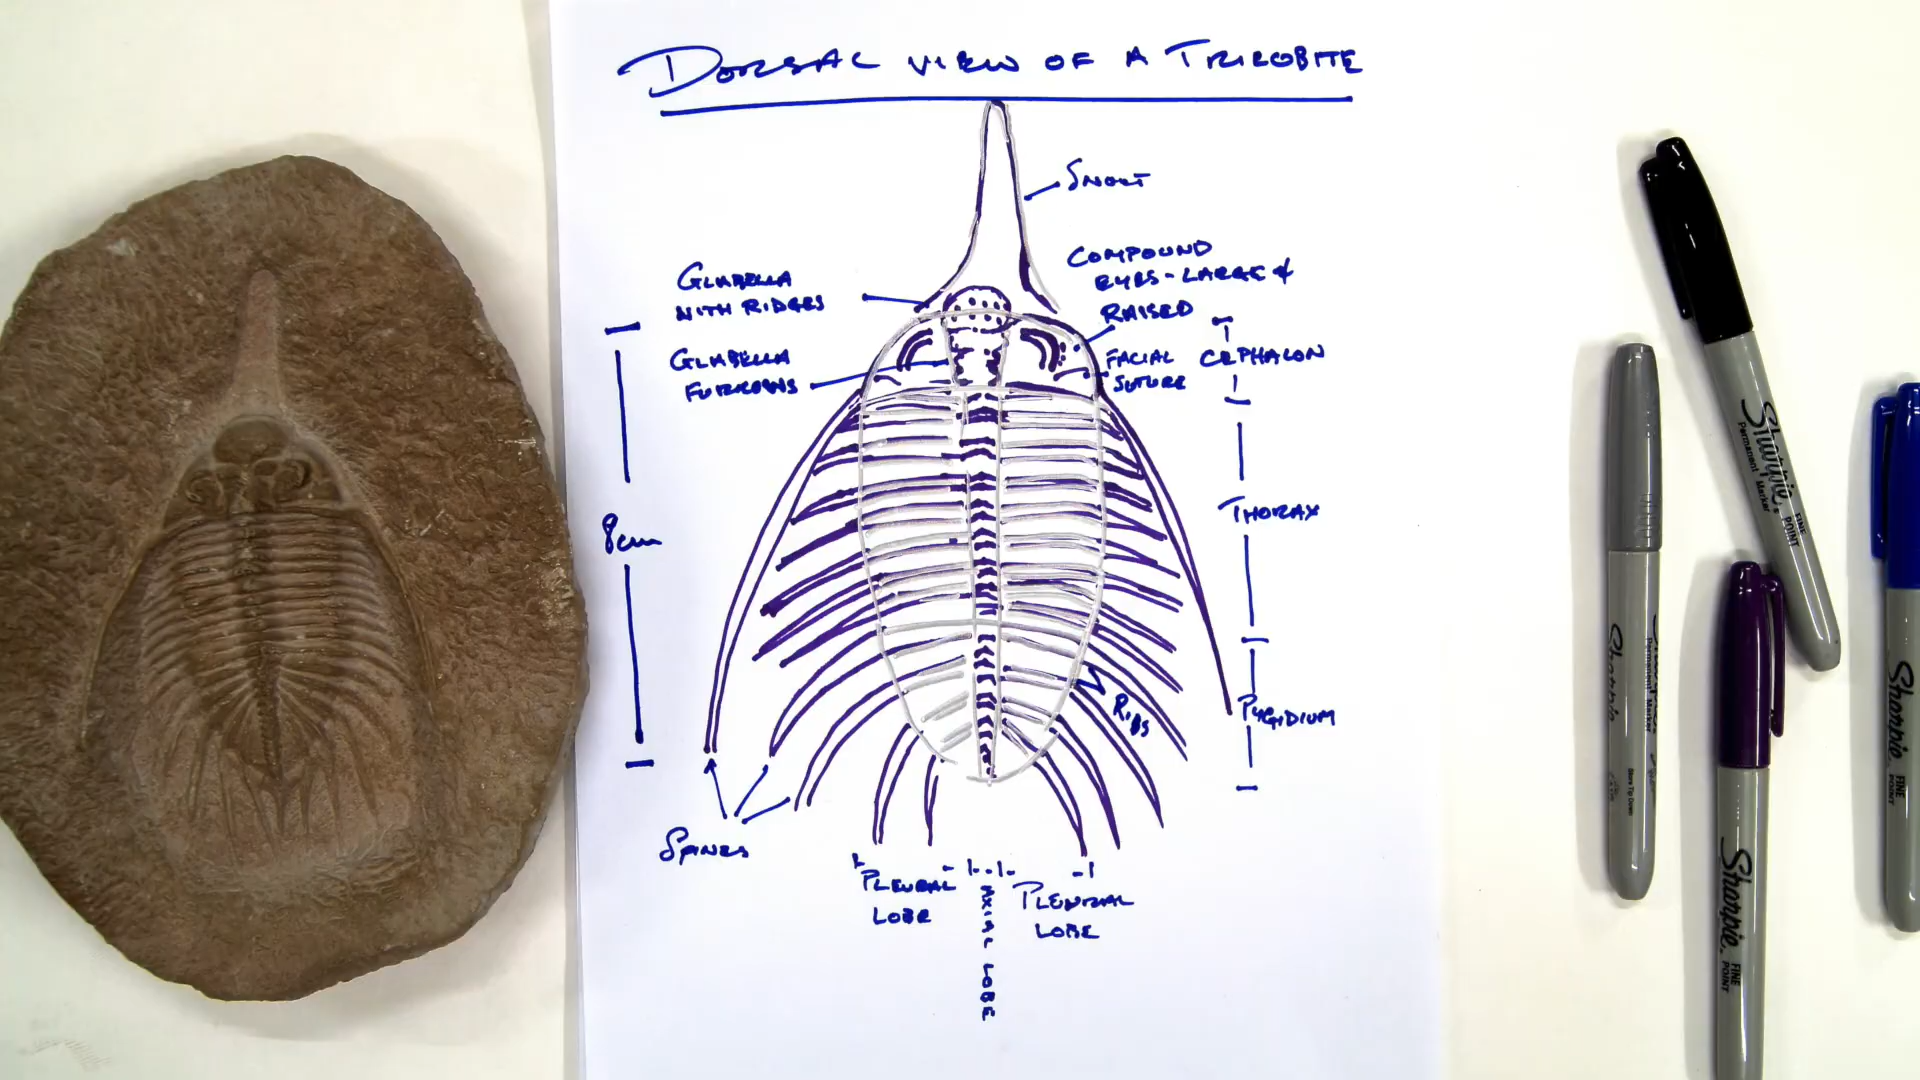 DORSAL VIEW OF A TRILOBITE
SNOUT
COMPOUND
EYES - LARGE &
RAISED
GLABELLA
WITH RIDGES
GLABELLA
FURROWS
FACIAL
SUTURE
CEPHALON
8cm
THORAX
PYGIDIUM
RIBS
SPINES
PLEURAL
LOBE
AXIAL LOBE
PLEURAL
LOBE
Sharpie
Permanent Marker
FINE
POINT
Sharpie
FINE
POINT
Sharpie
FINE
POINT